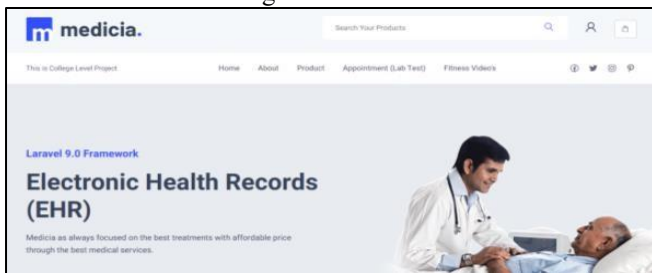 m medicia.
Search Your Products
This is College Level Project
Home About Product Appointment (Lab Test) Fitness Video's
Laravel 9.0 Framework
Electronic Health Records
(EHR)
Medicia as always focused on the best treatments with affordable price
through the best medical services.